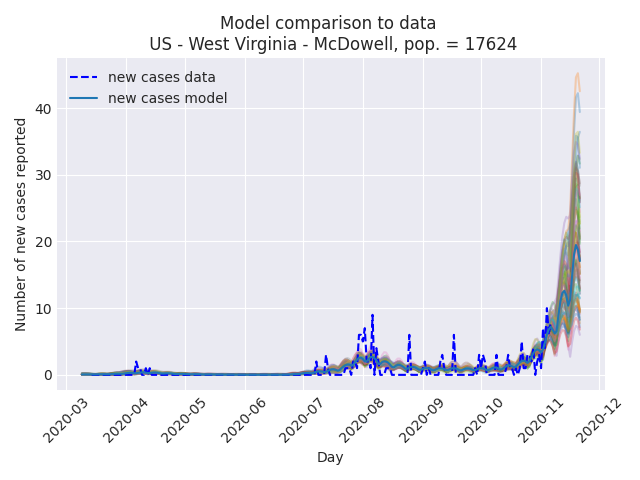 Model comparison to data
US - West Virginia - McDowell, pop. = 17624
new cases data
new cases model
Number of new cases reported
40
30
20
10
0
2020-03
2020-04
2020-05
2020-06
2020-07
2020-08
2020-09
2020-10
2020-11
2020-12
Day